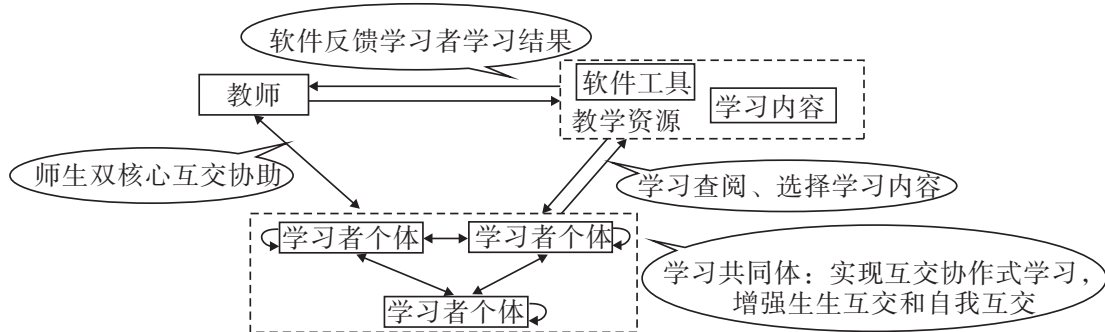 软件反馈学习者学习结果
教师
软件工具
学习内容
教学资源
师生双核心互交协助
学习查阅、选择学习内容
学习者个体
学习者个体
学习者个体
学习共同体：实现互交协作式学习，
增强生生互交和自我互交